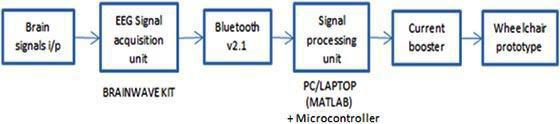 Brain
signals i/p
EEG Signal
acquisition
unit
Bluetooth
v2.1
Signal
processing
unit
Current
booster
Wheelchair
prototype
BRAINWAVE KIT
PC/LAPTOP
(MATLAB)
+ Microcontroller